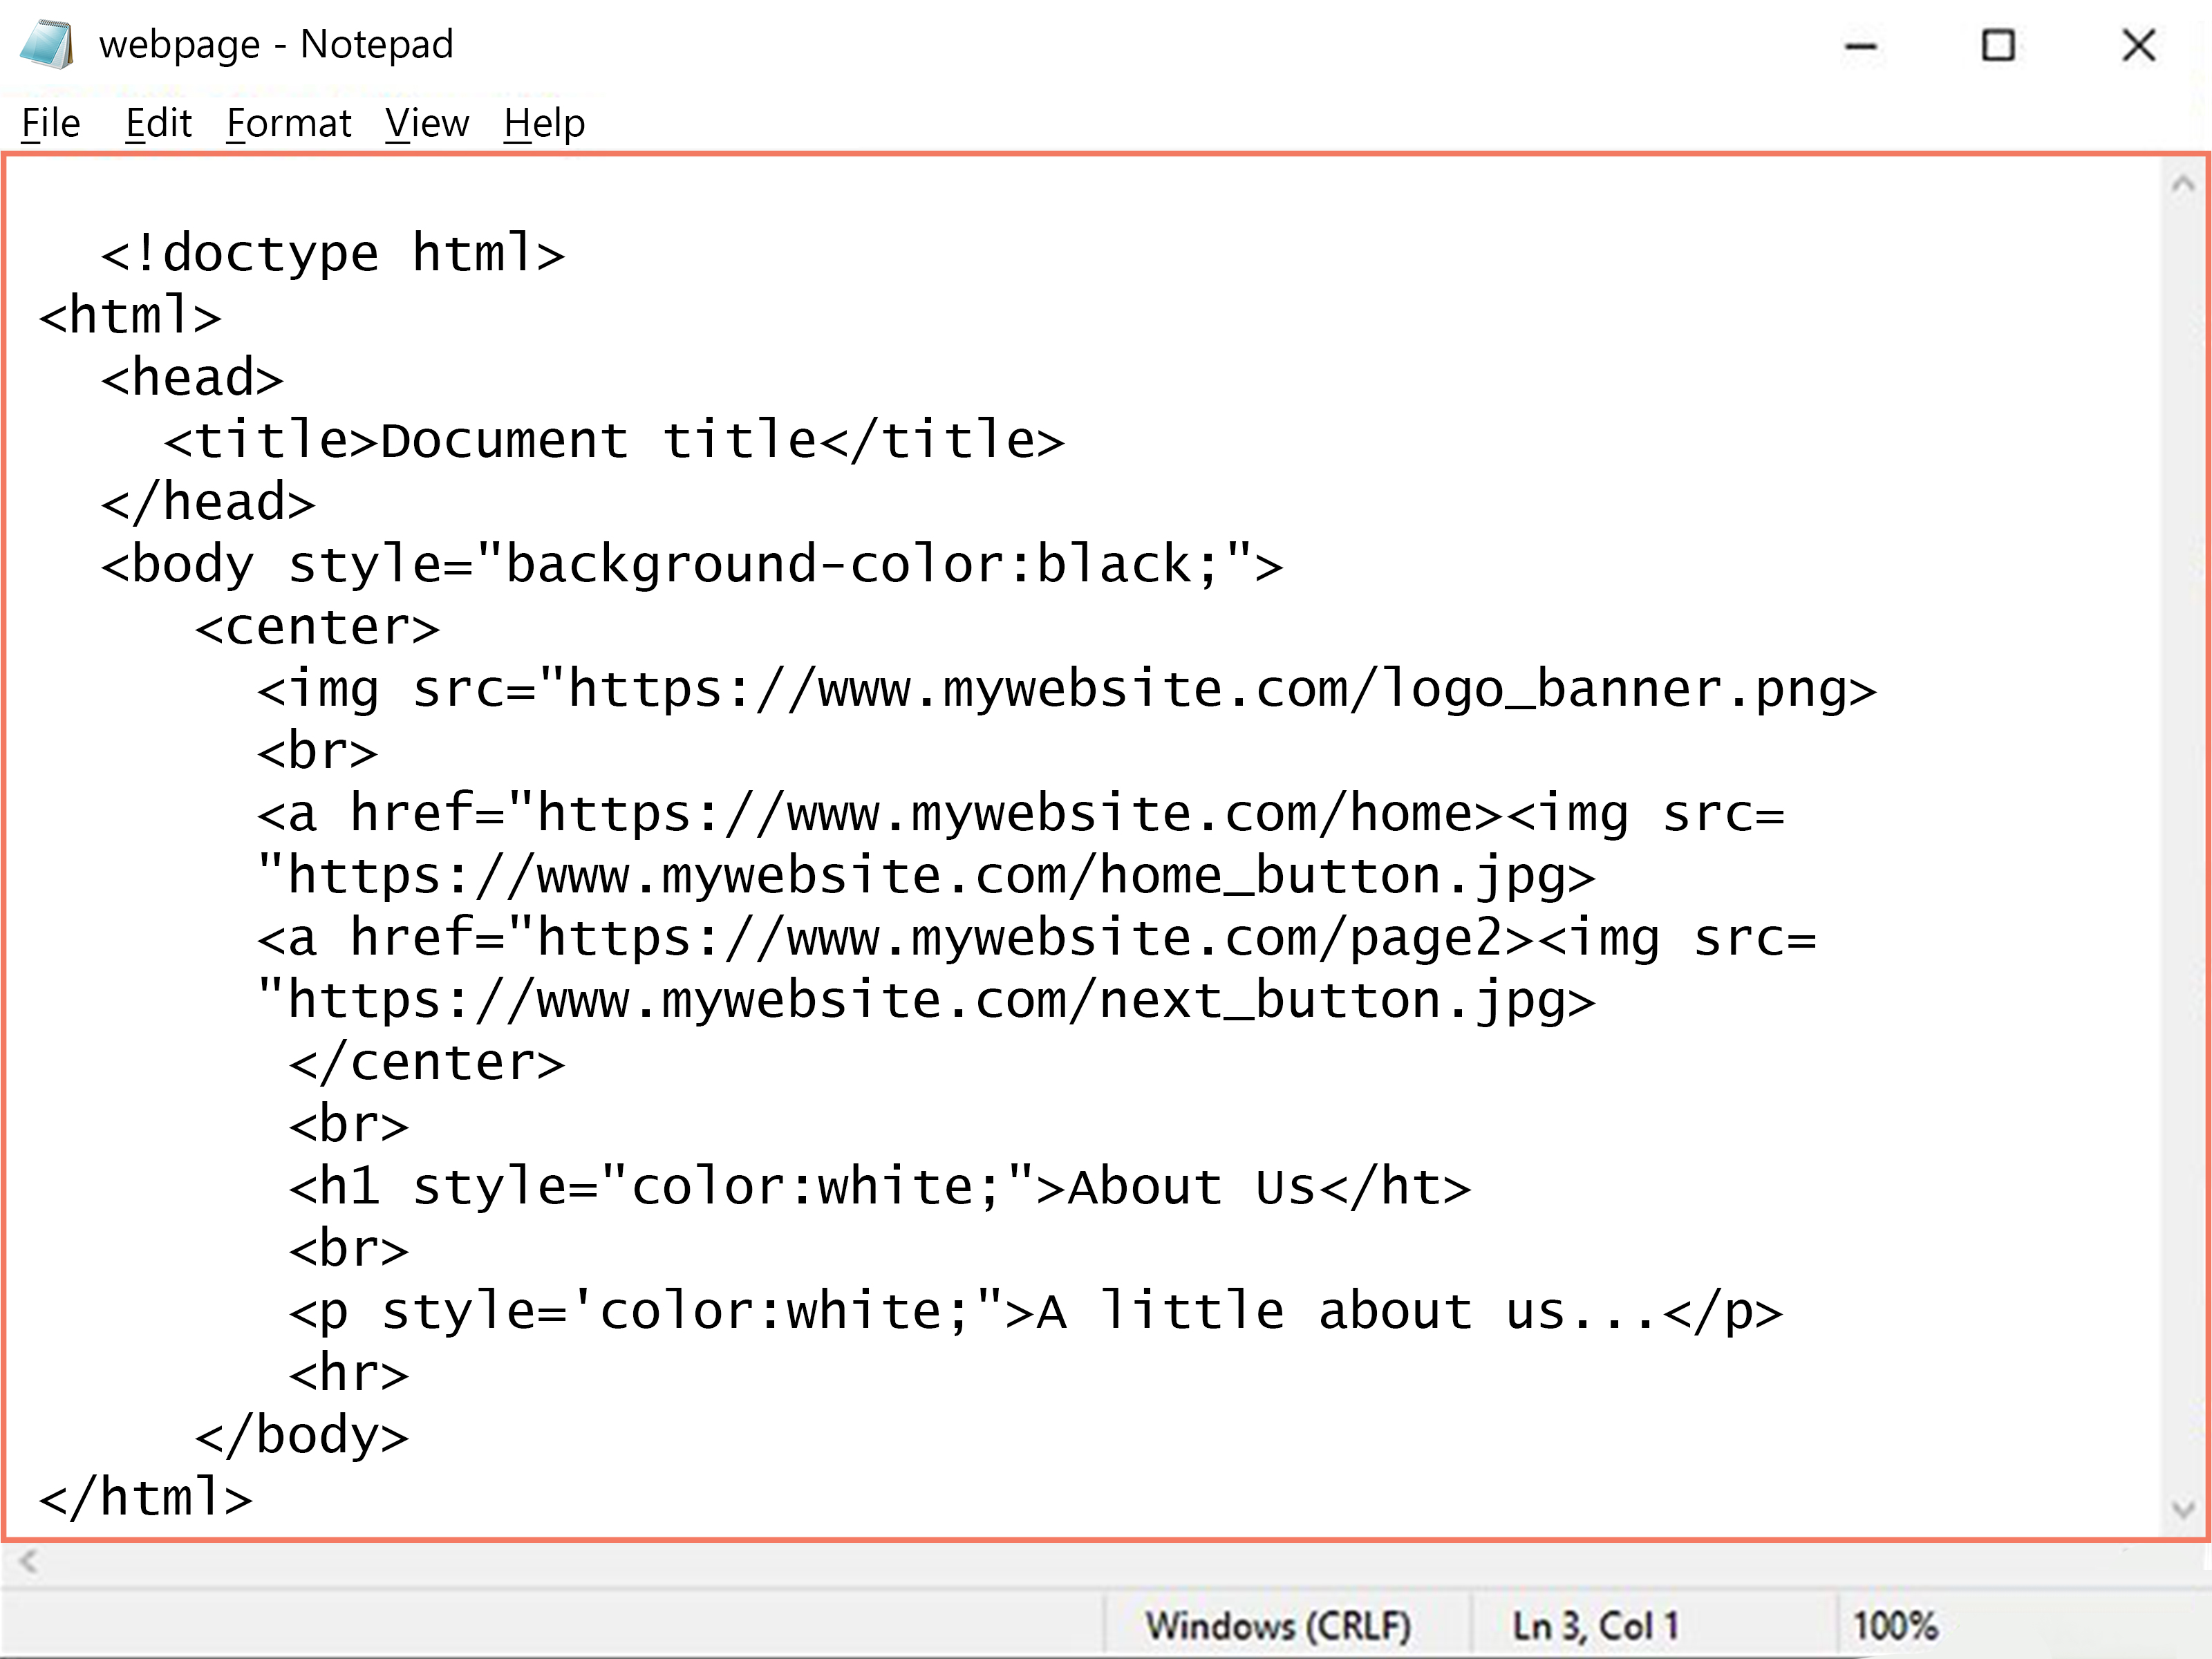 webpage - Notepad
File Edit Format View Help
<!doctype html>
<html>
<head>
<title>Document title</title>
</head>
<body style="background-color:black;">
<center>
<img src="https://www.mywebsite.com/logo_banner.png>
<br>
<a href="https://www.mywebsite.com/home><img src=
"https://www.mywebsite.com/home_button.jpg>
<a href="https://www.mywebsite.com/page2><img src=
"https://www.mywebsite.com/next_button.jpg>
</center>
<br>
<h1 style="color:white;">About Us</ht>
<br>
<p style='color:white;">A little about us...</p>
<hr>
</body>
</html>
Windows (CRLF) Ln 3, Col 1 100%